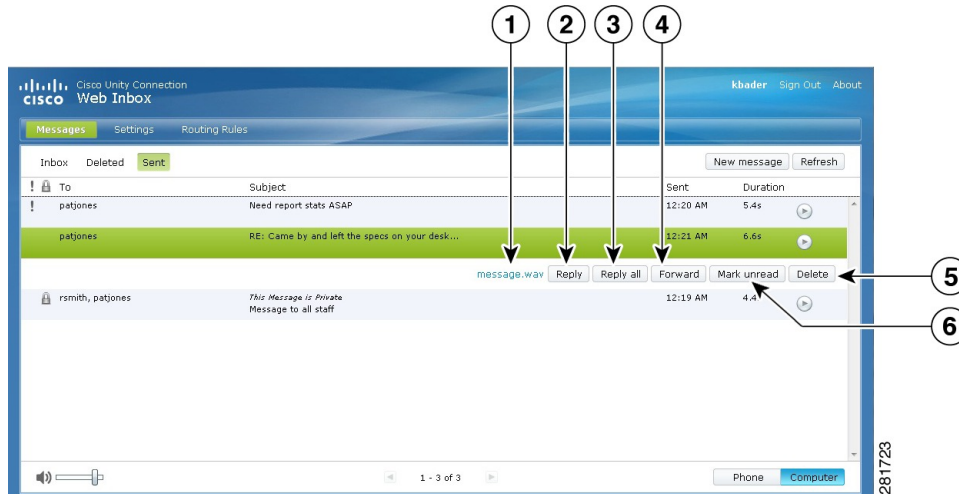 1 2 3 4
Cisco Unity Connection
CISCO Web Inbox
kbader Sign Out About
Messages Settings Routing Rules
Inbox Deleted Sent New message Refresh
! To Subject Sent Duration
! patjones Need report stats ASAP 12:20 AM 5.4s
patjones RE: Came by and left the specs on your desk... 12:21 AM 6.6s
message.wav Reply Reply all Forward Mark unread Delete 5
rsmith, patjones This Message is Private 12:19 AM 4.4
Message to all staff
6
1 - 3 of 3
Phone Computer
281723